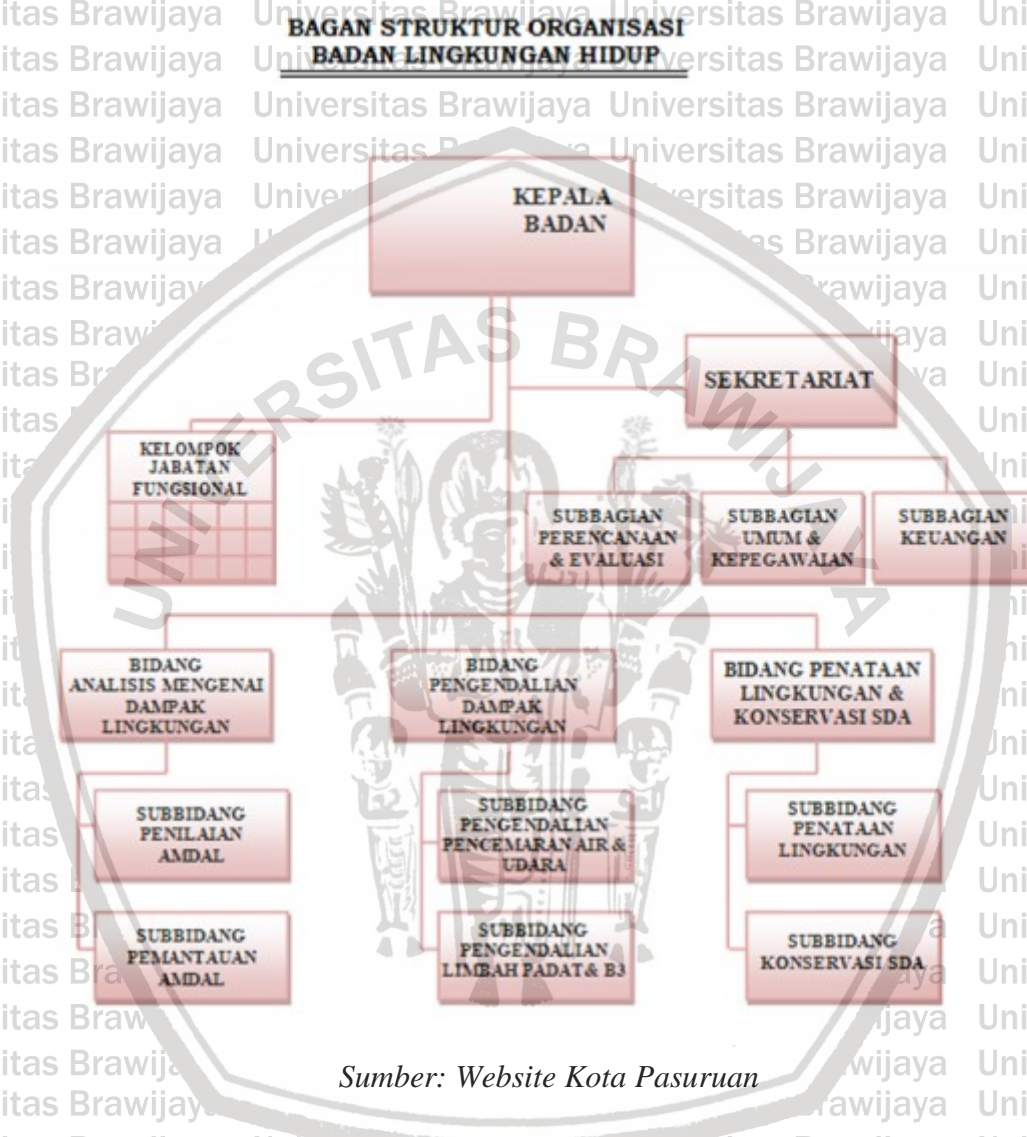 BAGAN STRUKTUR ORGANISASI
BADAN LINGKUNGAN HIDUP
KEPALA
BADAN
SEKRETARIAT
KELOMPOK
JABATAN
FUNGSIONAL
SUBBAGIAN
PERENCANAAN
& EVALUASI
SUBBAGIAN
UMUM &
KEPEGAWAIAN
SUBBAGIAN
KEUANGAN
BIDANG
ANALISIS MENGENAI
DAMPAK
LINGKUNGAN
BIDANG
PENGENDALIAN
DAMPAK
LINGKUNGAN
BIDANG PENATAAN
LINGKUNGAN &
KONSERVASI SDA
SUBBIDANG
PENILAIAN
AMDAL
SUBBIDANG
PENGENDALIAN
PENCEMARAN AIR &
UDARA
SUBBIDANG
PENATAAN
LINGKUNGAN
SUBBIDANG
PEMANTAUAN
AMDAL
SUBBIDANG
PENGENDALIAN
LIMBAH PADAT& B3
SUBBIDANG
KONSERVASI SDA
Sumber: Website Kota Pasuruan
UNIVERSITAS BRAWIJAYA